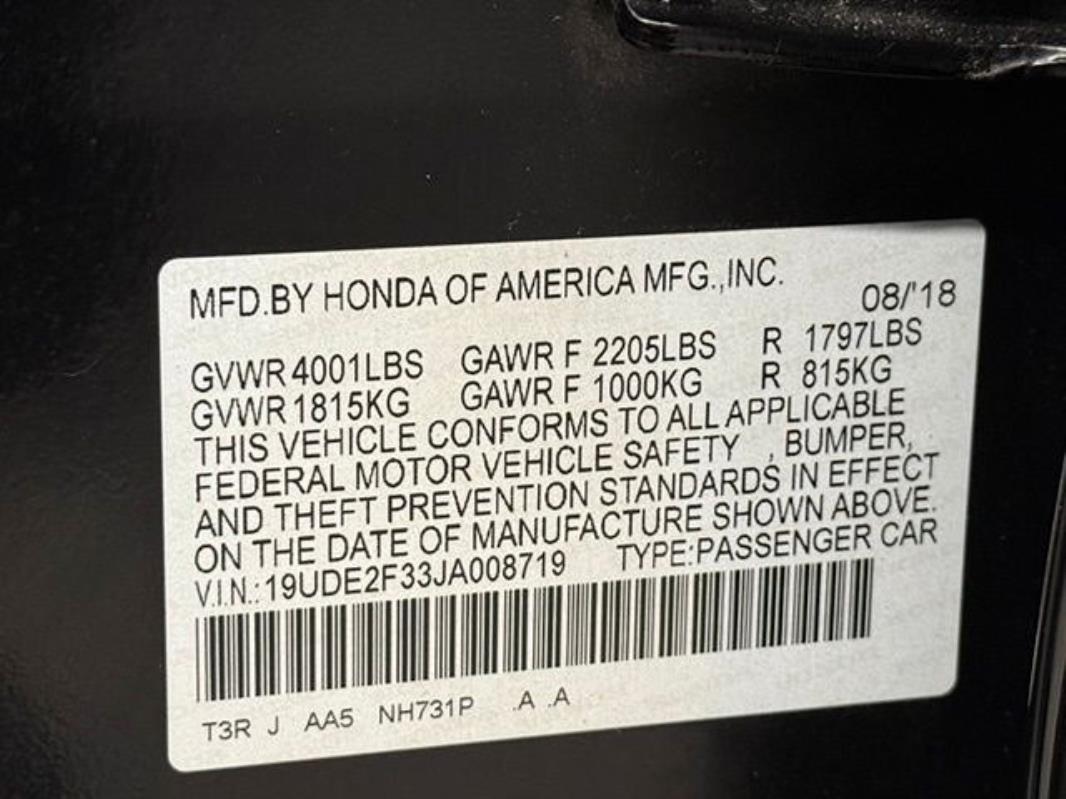 MFD.BY HONDA OF AMERICA MFG.,INC.
08/'18
GVWR 4001LBS GAWR F 2205LBS R 1797LBS
GVWR 1815KG GAWR F 1000KG R 815KG
THIS VEHICLE CONFORMS TO ALL APPLICABLE
FEDERAL MOTOR VEHICLE SAFETY , BUMPER,
AND THEFT PREVENTION STANDARDS IN EFFECT
ON THE DATE OF MANUFACTURE SHOWN ABOVE.
V.I.N.:19UDE2F33JA008719 TYPE:PASSENGER CAR
T3R J AA5 NH731P .A .A